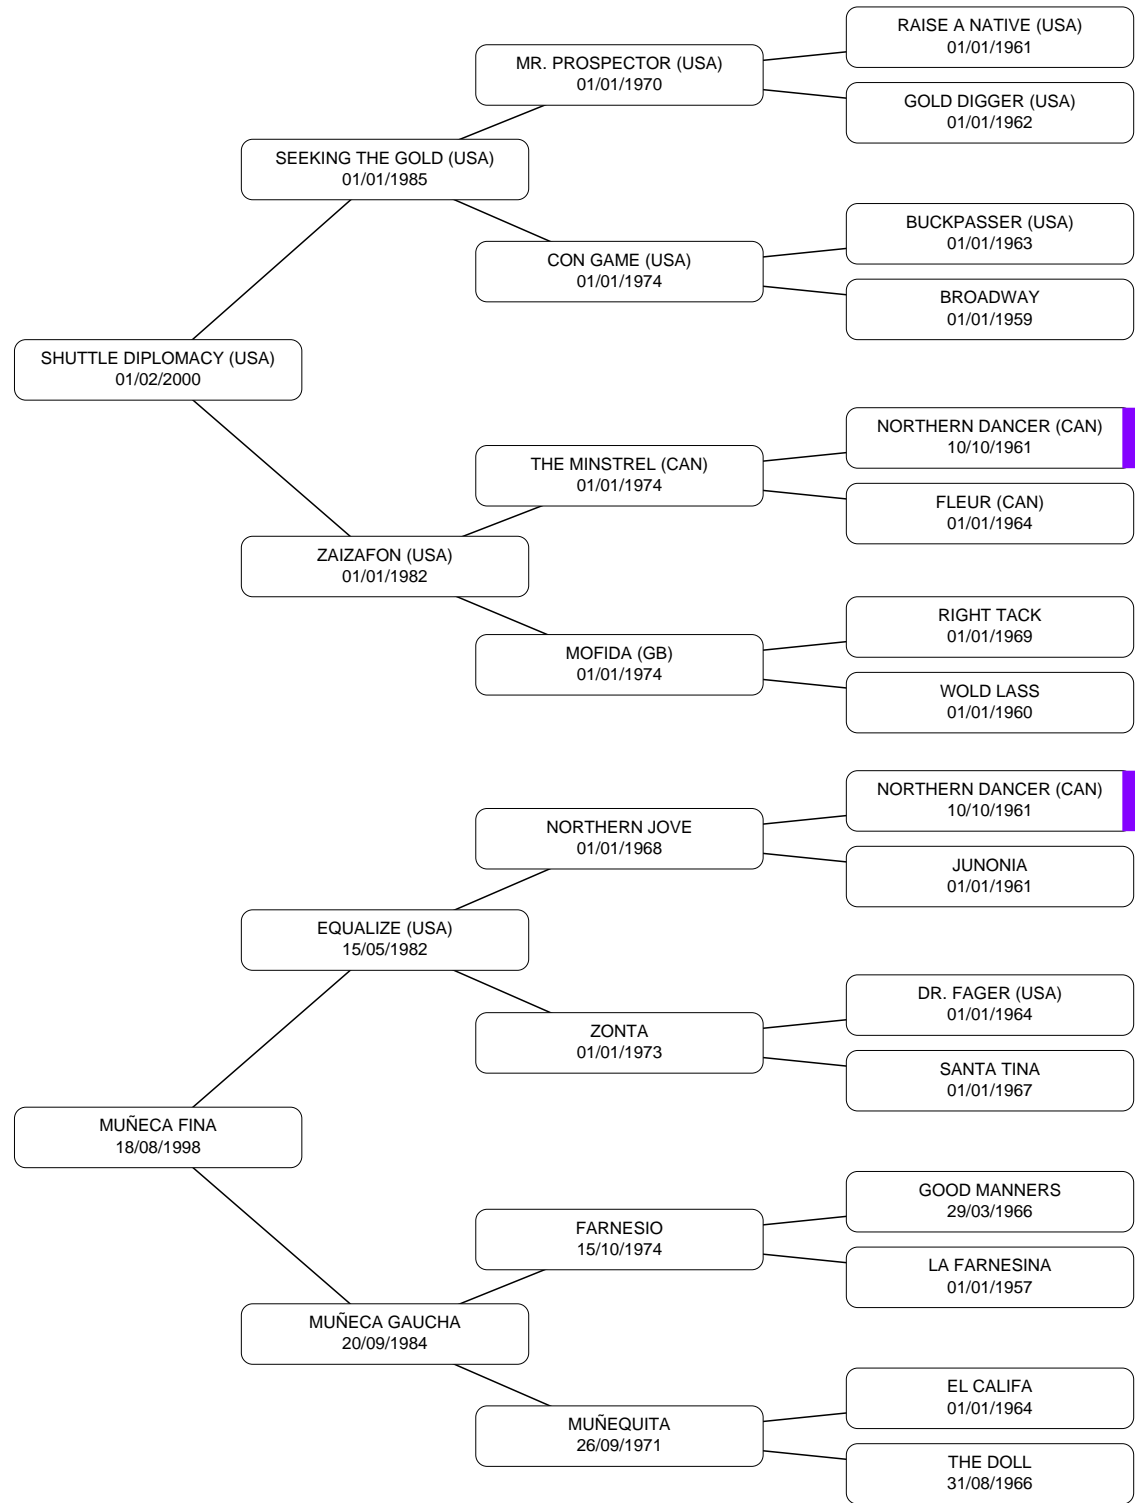 RAISE A NATIVE (USA)
01/01/1961
MR. PROSPECTOR (USA)
01/01/1970
GOLD DIGGER (USA)
01/01/1962
SEEKING THE GOLD (USA)
01/01/1985
BUCKPASSER (USA)
01/01/1963
CON GAME (USA)
01/01/1974
BROADWAY
01/01/1959
SHUTTLE DIPLOMACY (USA)
01/02/2000
NORTHERN DANCER (CAN)
10/10/1961
THE MINSTREL (CAN)
01/01/1974
FLEUR (CAN)
01/01/1964
ZAIZAFON (USA)
01/01/1982
RIGHT TACK
01/01/1969
MOFIDA (GB)
01/01/1974
WOLD LASS
01/01/1960
NORTHERN DANCER (CAN)
10/10/1961
NORTHERN JOVE
01/01/1968
JUNONIA
01/01/1961
EQUALIZE (USA)
15/05/1982
DR. FAGER (USA)
01/01/1964
ZONTA
01/01/1973
SANTA TINA
01/01/1967
MUÑECA FINA
18/08/1998
GOOD MANNERS
29/03/1966
FARNESIO
15/10/1974
LA FARNESINA
01/01/1957
MUÑECA GAUCHA
20/09/1984
EL CALIFA
01/01/1964
MUÑEQUITA
26/09/1971
THE DOLL
31/08/1966